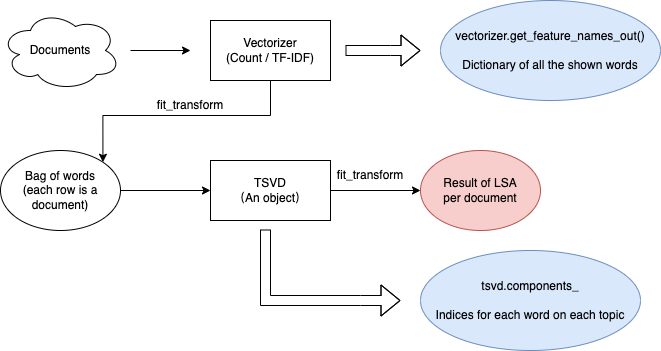 Documents
Vectorizer
(Count / TF-IDF)
vectorizer.get_feature_names_out()
Dictionary of all the shown words
fit_transform
Bag of words
(each row is a
document)
TSVD
(An object)
fit_transform
Result of LSA
per document
tsvd.components_
Indices for each word on each topic